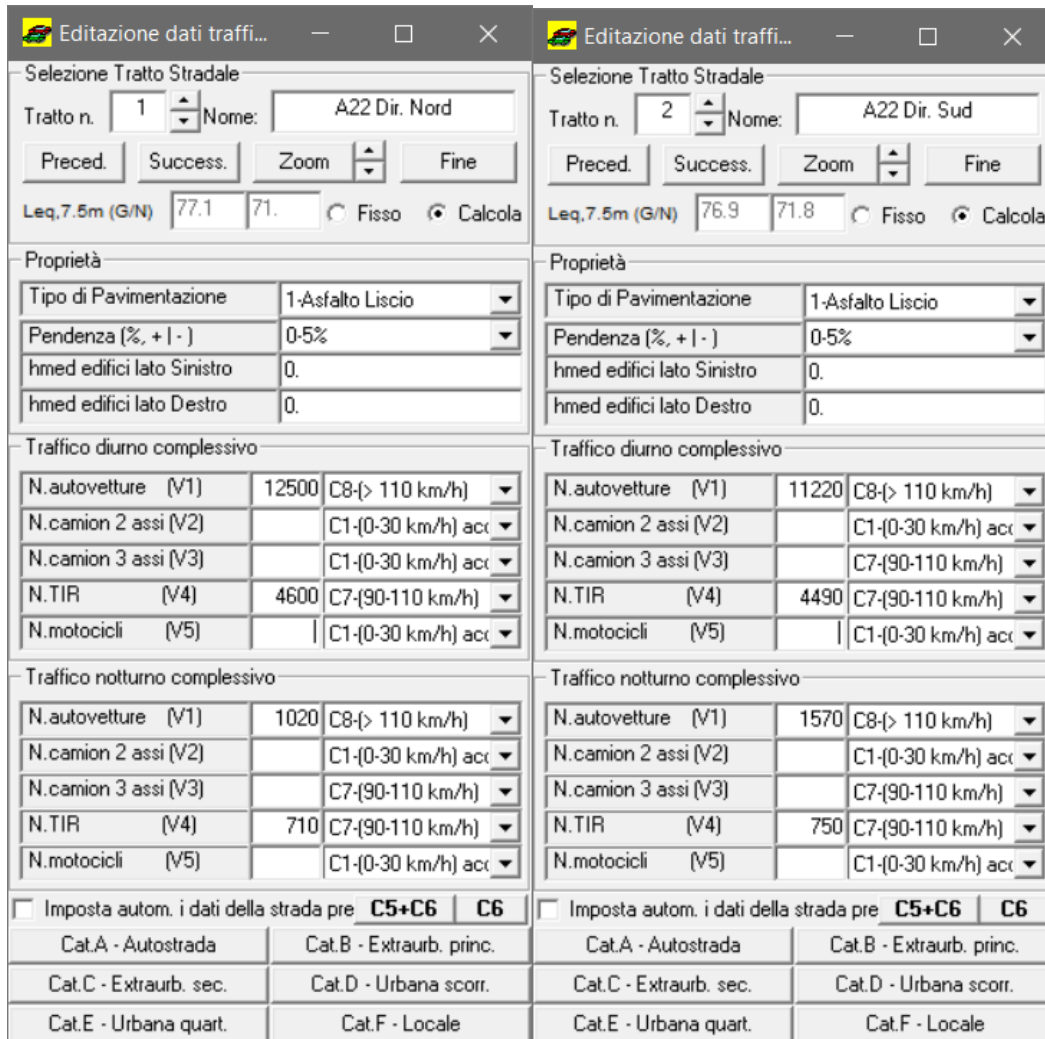 Editazione dati traffi...
Selezione Tratto Stradale
Tratto n. 1 Nome: A22 Dir. Nord
Preced. Success. Zoom Fine
Leq,7.5m (G/N) 77.1 71. Fisso Calcola
Proprietà
Tipo di Pavimentazione 1-Asfalto Liscio
Pendenza (%, + | - ) 0-5%
hmed edifici lato Sinistro 0.
hmed edifici lato Destro 0.
Traffico diurno complessivo
N.autovetture (V1) 12500 C8-(> 110 km/h)
N.camion 2 assi (V2) C1-(0-30 km/h) acc
N.camion 3 assi (V3) C1-(0-30 km/h) acc
N.TIR (V4) 4600 C7-(90-110 km/h)
N.motocicli (V5) C1-(0-30 km/h) acc
Traffico notturno complessivo
N.autovetture (V1) 1020 C8-(> 110 km/h)
N.camion 2 assi (V2) C1-(0-30 km/h) acc
N.camion 3 assi (V3) C7-(90-110 km/h)
N.TIR (V4) 710 C7-(90-110 km/h)
N.motocicli (V5) C1-(0-30 km/h) acc
Imposta autom. i dati della strada pre C5+C6 C6
Cat.A - Autostrada Cat.B - Extraurb. princ.
Cat.C - Extraurb. sec. Cat.D - Urbana scorr.
Cat.E - Urbana quart. Cat.F - Locale
Editazione dati traffi...
Selezione Tratto Stradale
Tratto n. 2 Nome: A22 Dir. Sud
Preced. Success. Zoom Fine
Leq,7.5m (G/N) 76.9 71.8 Fisso Calcola
Proprietà
Tipo di Pavimentazione 1-Asfalto Liscio
Pendenza (%, + | - ) 0-5%
hmed edifici lato Sinistro 0.
hmed edifici lato Destro 0.
Traffico diurno complessivo
N.autovetture (V1) 11220 C8-(> 110 km/h)
N.camion 2 assi (V2) C1-(0-30 km/h) acc
N.camion 3 assi (V3) C7-(90-110 km/h)
N.TIR (V4) 4490 C7-(90-110 km/h)
N.motocicli (V5) C1-(0-30 km/h) acc
Traffico notturno complessivo
N.autovetture (V1) 1570 C8-(> 110 km/h)
N.camion 2 assi (V2) C1-(0-30 km/h) acc
N.camion 3 assi (V3) C7-(90-110 km/h)
N.TIR (V4) 750 C7-(90-110 km/h)
N.motocicli (V5) C1-(0-30 km/h) acc
Imposta autom. i dati della strada pre C5+C6 C6
Cat.A - Autostrada Cat.B - Extraurb. princ.
Cat.C - Extraurb. sec. Cat.D - Urbana scorr.
Cat.E - Urbana quart. Cat.F - Locale